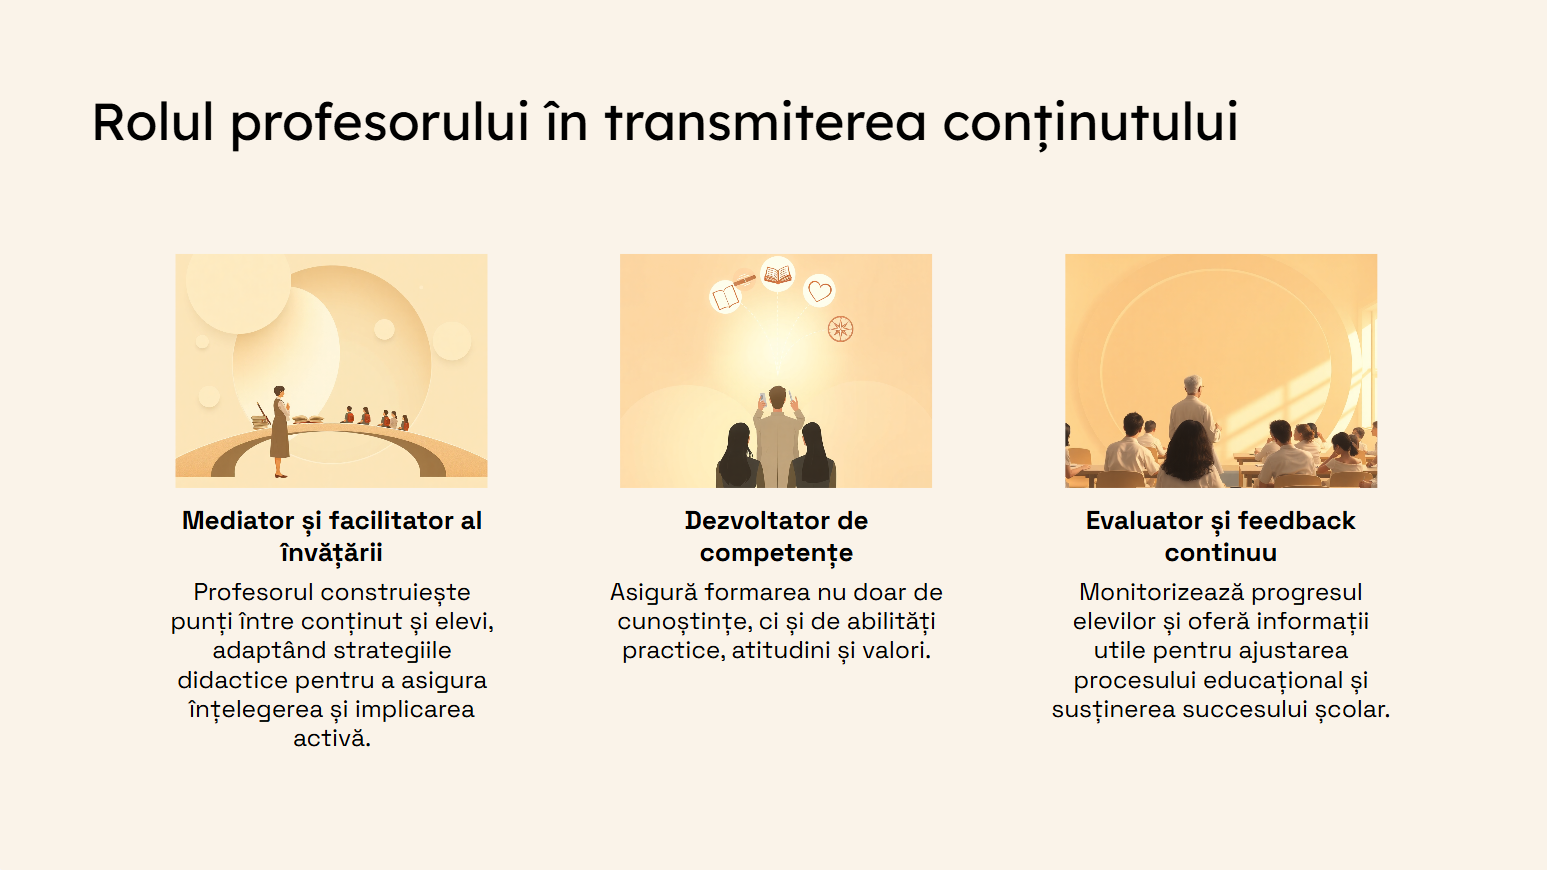 Rolul profesorului în transmiterea conținutului
Mediator și facilitator al
învățării
Profesorul construiește
punți între conținut și elevi,
adaptând strategiile
didactice pentru a asigura
înțelegerea și implicarea
activă.
Dezvoltator de
competențe
Asigură formarea nu doar de
cunoștințe, ci și de abilități
practice, atitudini și valori.
Evaluator și feedback
continuu
Monitorizează progresul
elevilor și oferă informații
utile pentru ajustarea
procesului educațional și
susținerea succesului școlar.